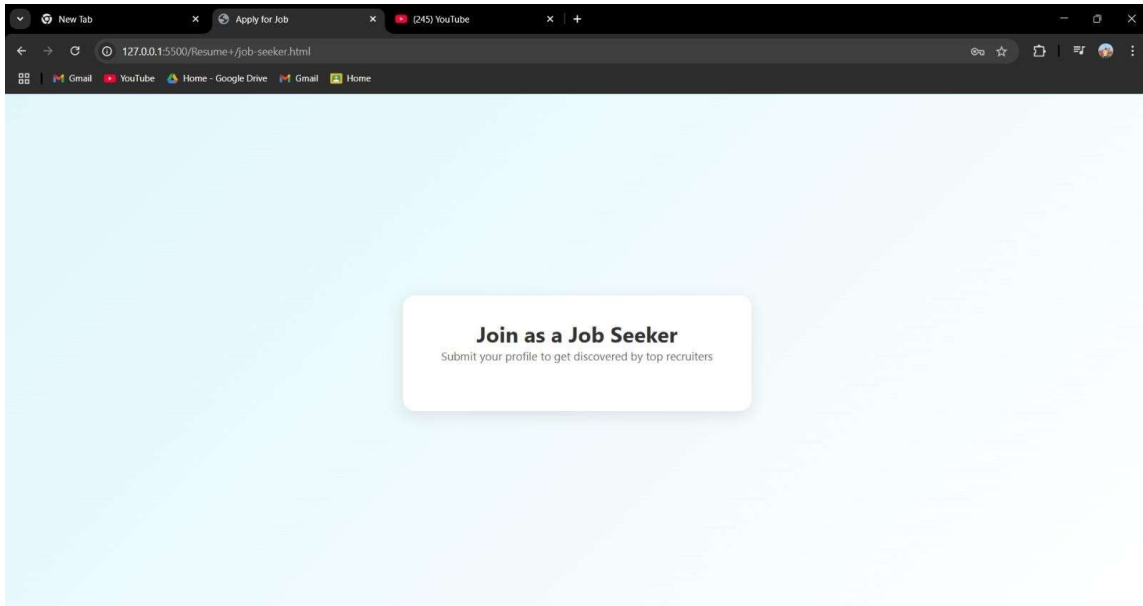 New Tab
Apply for Job
(245) YouTube
127.0.0.1:5500/Resume+/job-seeker.html
Gmail
YouTube
Home - Google Drive
Gmail
Home
Join as a Job Seeker
Submit your profile to get discovered by top recruiters